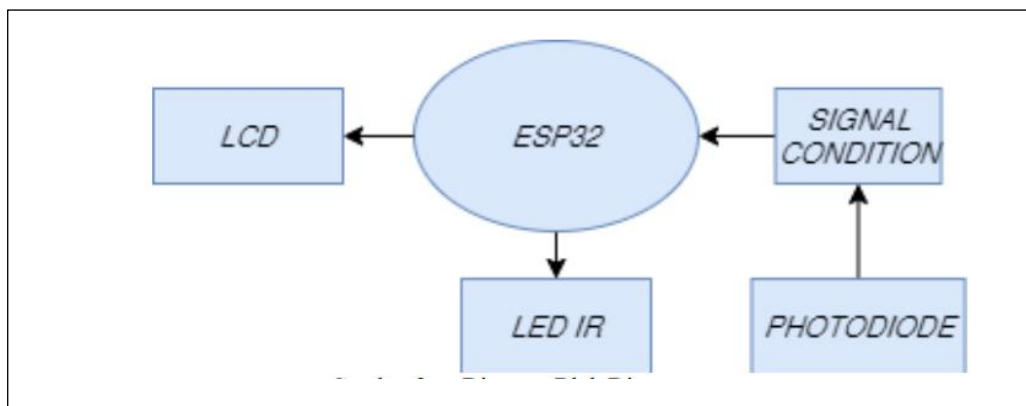 LCD
ESP32
SIGNAL
CONDITION
LED IR
PHOTODIODE